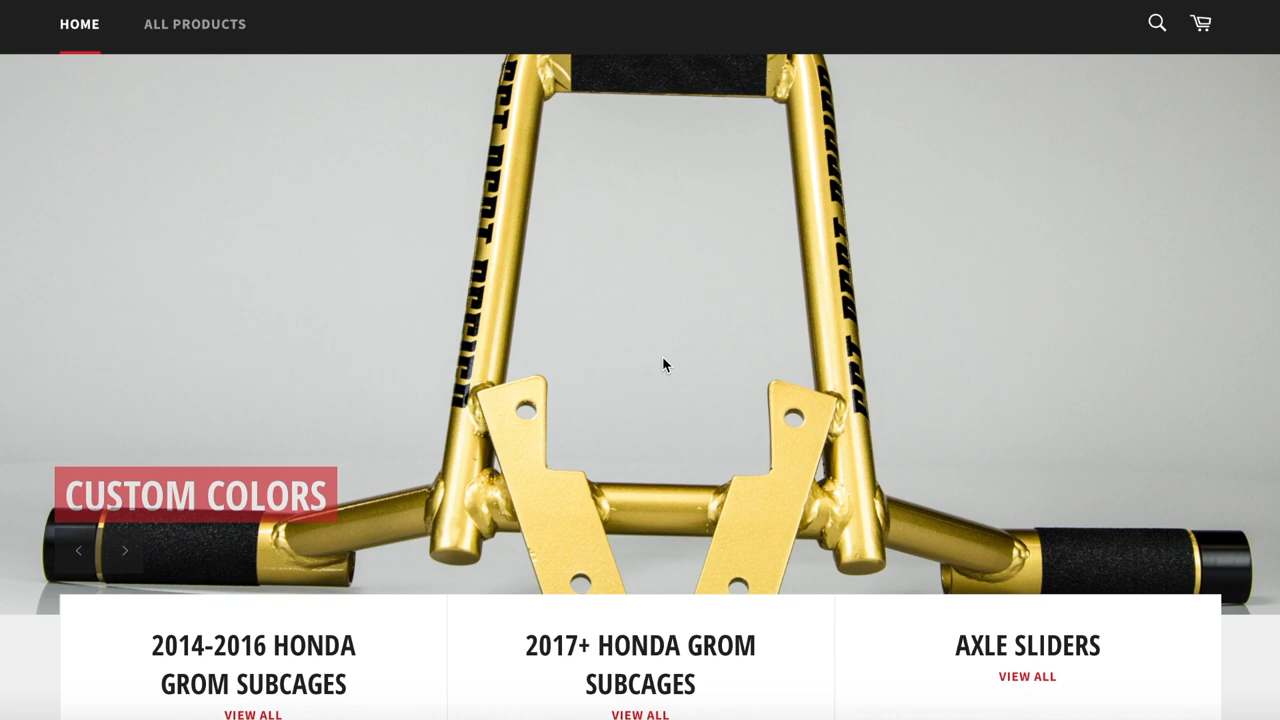 HOME
ALL PRODUCTS
CUSTOM COLORS
2014-2016 HONDA
GROM SUBCAGES
VIEW ALL
2017+ HONDA GROM
SUBCAGES
VIEW ALL
AXLE SLIDERS
VIEW ALL